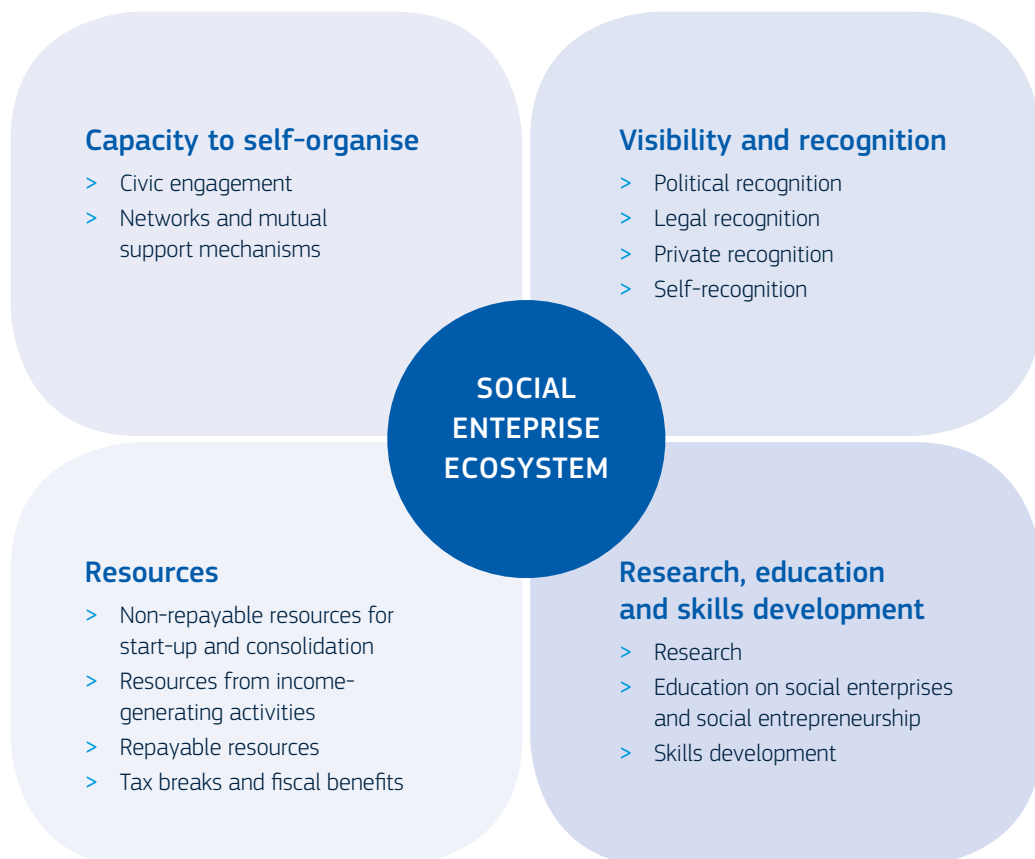 Capacity to self-organise
> Civic engagement
> Networks and mutual
support mechanisms
Visibility and recognition
> Political recognition
> Legal recognition
> Private recognition
> Self-recognition
SOCIAL
ENTEPRISE
ECOSYSTEM
Resources
> Non-repayable resources for
start-up and consolidation
> Resources from income-
generating activities
> Repayable resources
> Tax breaks and fiscal benefits
Research, education
and skills development
> Research
> Education on social enterprises
and social entrepreneurship
> Skills development